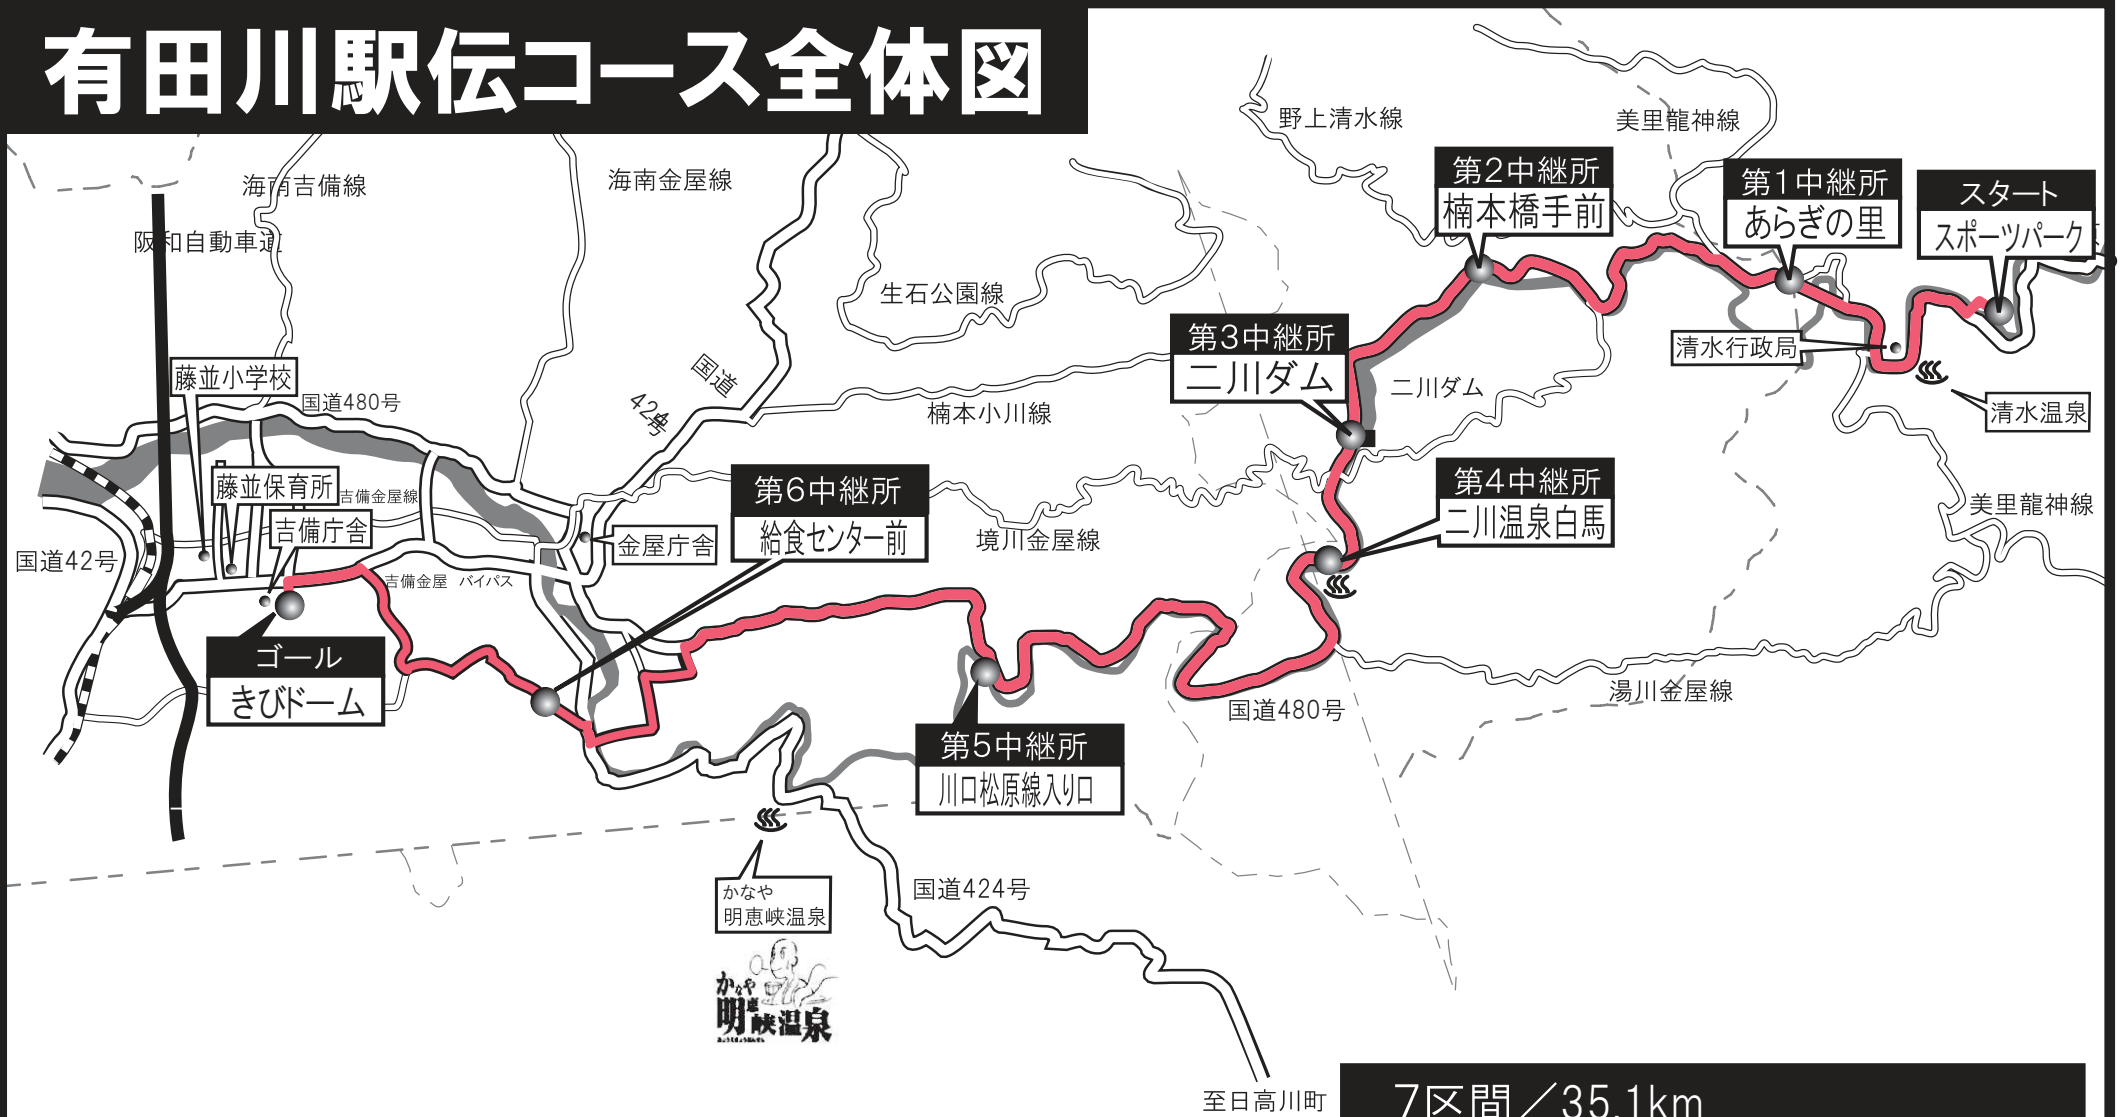 有田川駅伝コース全体図
野上清水線
美里龍神線
海南吉備線
海南金屋線
阪和自動車道
第2中継所
楠本橋手前
第1中継所
あらぎの里
スタート
スポーツパーク
生石公園線
第3中継所
二川ダム
清水行政局
国道
424号
二川ダム
藤並小学校
国道480号
楠本小川線
清水温泉
藤並保育所
吉備金屋線
吉備庁舎
第6中継所
給食センター前
第4中継所
二川温泉白馬
美里龍神線
国道42号
金屋庁舎
境川金屋線
吉備金屋 バイパス
ゴール
きびドーム
湯川金屋線
国道480号
第5中継所
川口松原線入り口
かなや
明恵峡温泉
国道424号
かなや
明恵峡温泉
至日高川町
7区間／35.1km